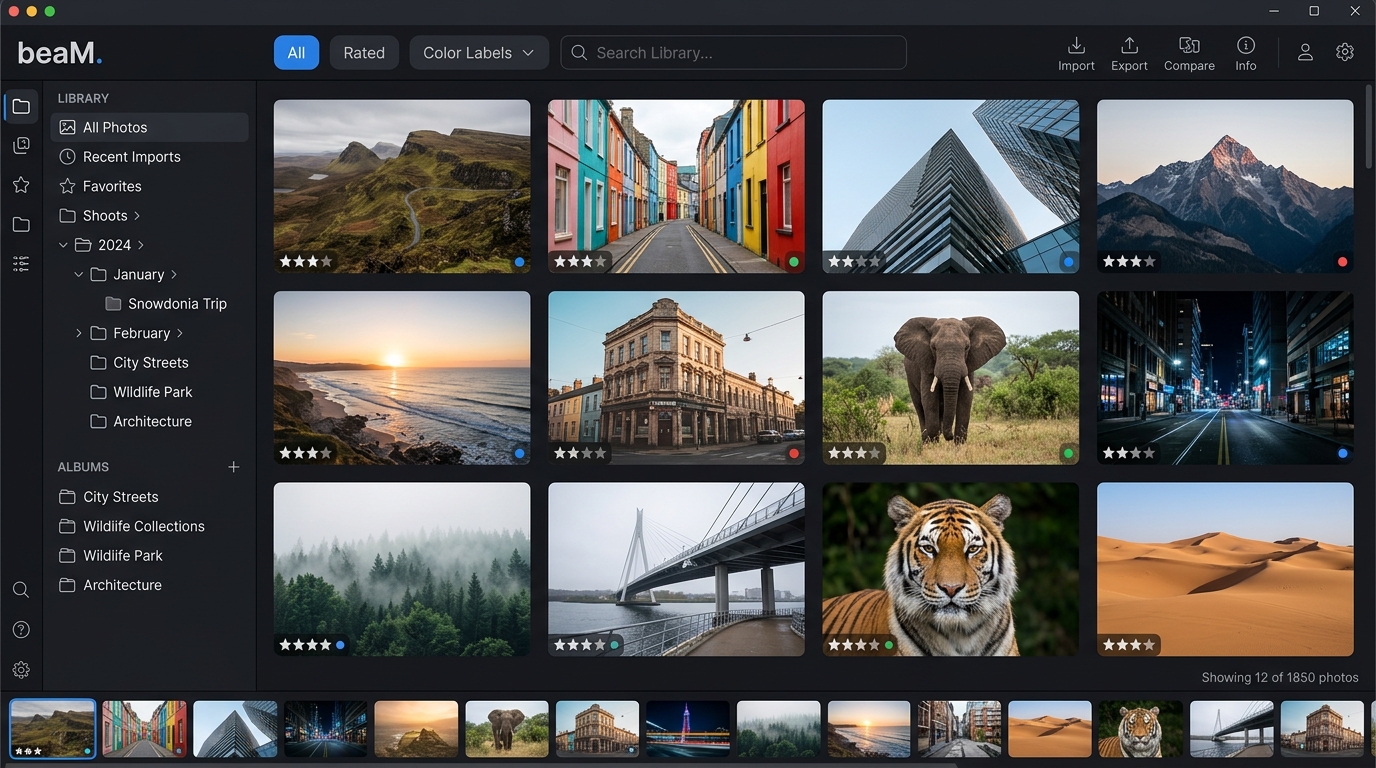 beaM.
All
Rated
Color Labels
Search Library...
Import
Export
Compare
Info
LIBRARY
All Photos
Recent Imports
Favorites
Shoots
2024
January
Snowdonia Trip
February
City Streets
Wildlife Park
Architecture
ALBUMS
City Streets
Wildlife Collections
Wildlife Park
Architecture
Showing 12 of 1850 photos